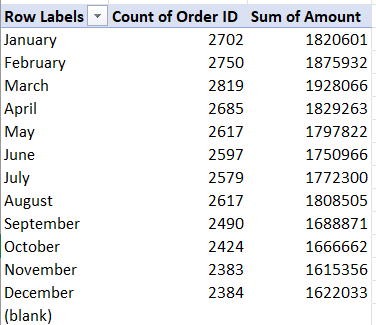 Row Labels Count of Order ID Sum of Amount
January 2702 1820601
February 2750 1875932
March 2819 1928066
April 2685 1829263
May 2617 1797822
June 2597 1750966
July 2579 1772300
August 2617 1808505
September 2490 1688871
October 2424 1666662
November 2383 1615356
December 2384 1622033
(blank)